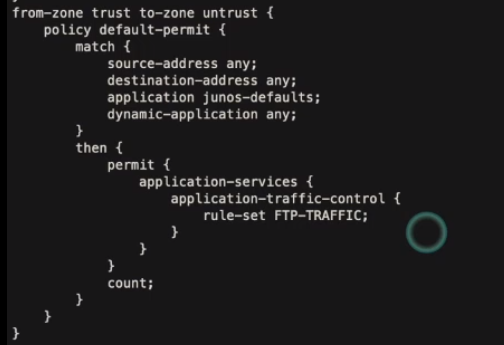 from-zone trust to-zone untrust {
    policy default-permit {
        match {
            source-address any;
            destination-address any;
            application junos-defaults;
            dynamic-application any;
        }
        then {
            permit {
                application-services {
                    application-traffic-control {
                        rule-set FTP-TRAFFIC;
                    }
                }
            }
            count;
        }
    }
}